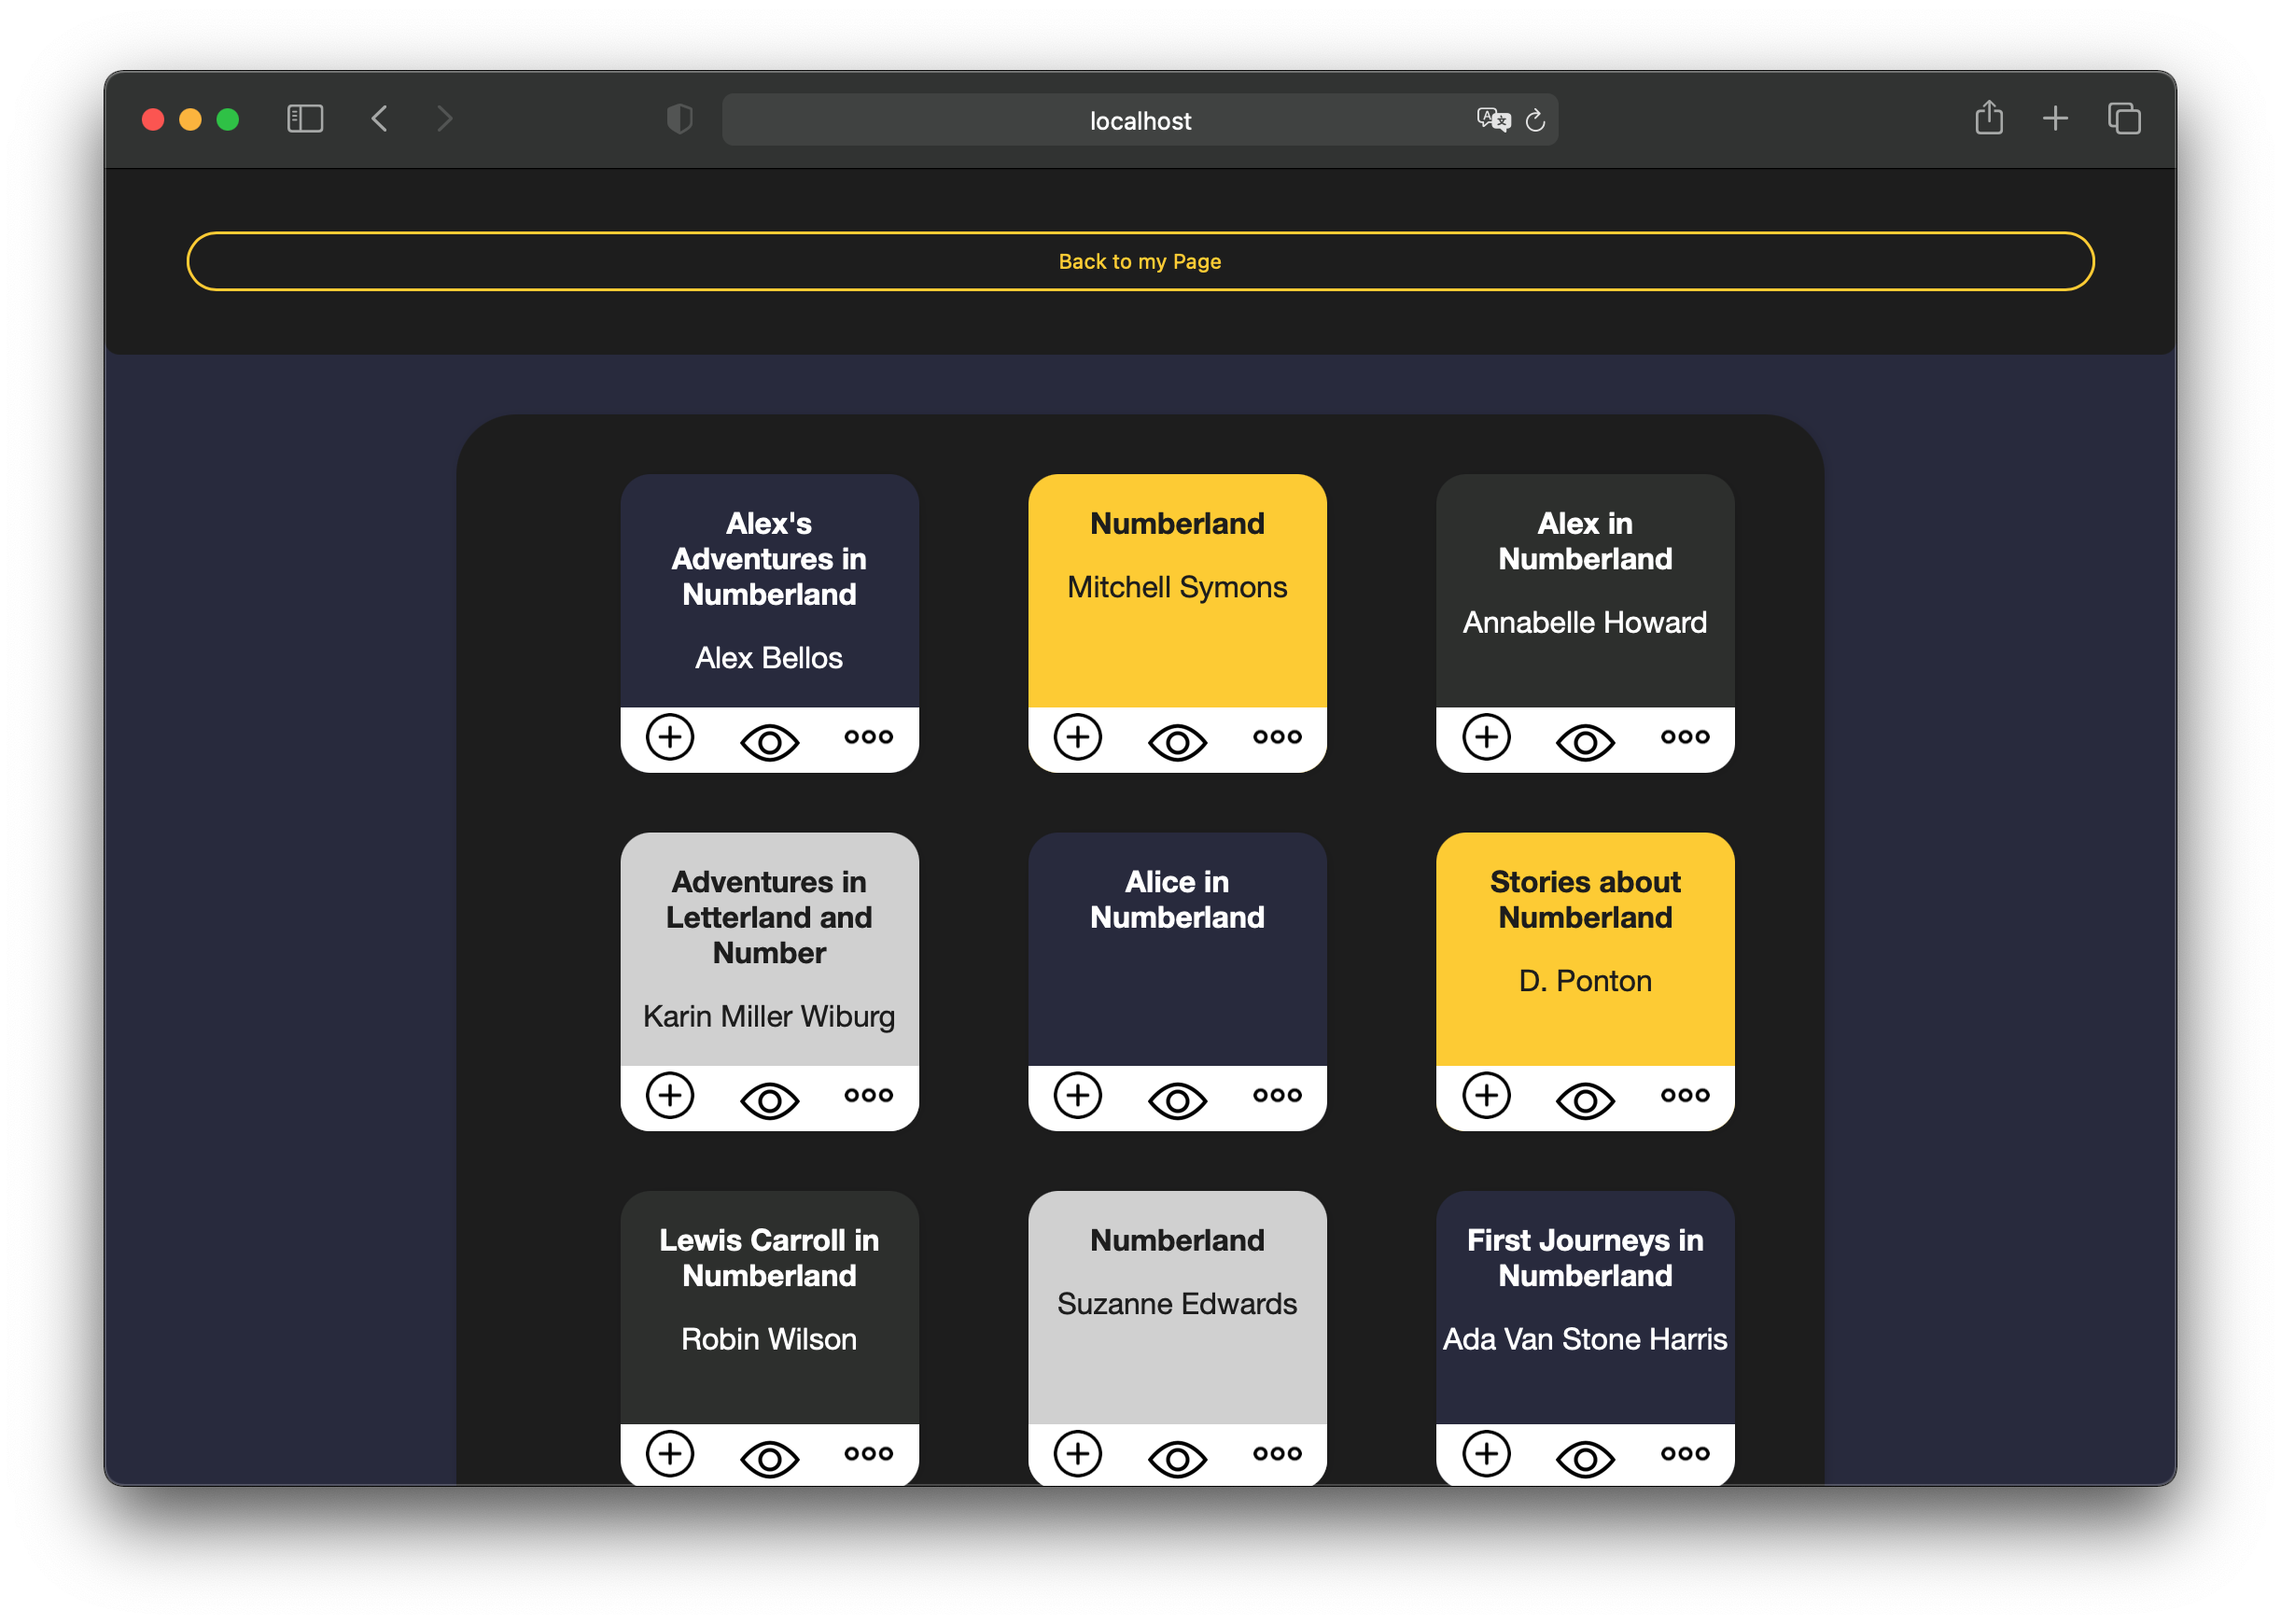 localhost
Back to my Page
Alex's
Adventures in
Numberland
Alex Bellos
Numberland
Mitchell Symons
Alex in
Numberland
Annabelle Howard
Adventures in
Letterland and
Number
Karin Miller Wiburg
Alice in
Numberland
Stories about
Numberland
D. Ponton
Lewis Carroll in
Numberland
Robin Wilson
Numberland
Suzanne Edwards
First Journeys in
Numberland
Ada Van Stone Harris